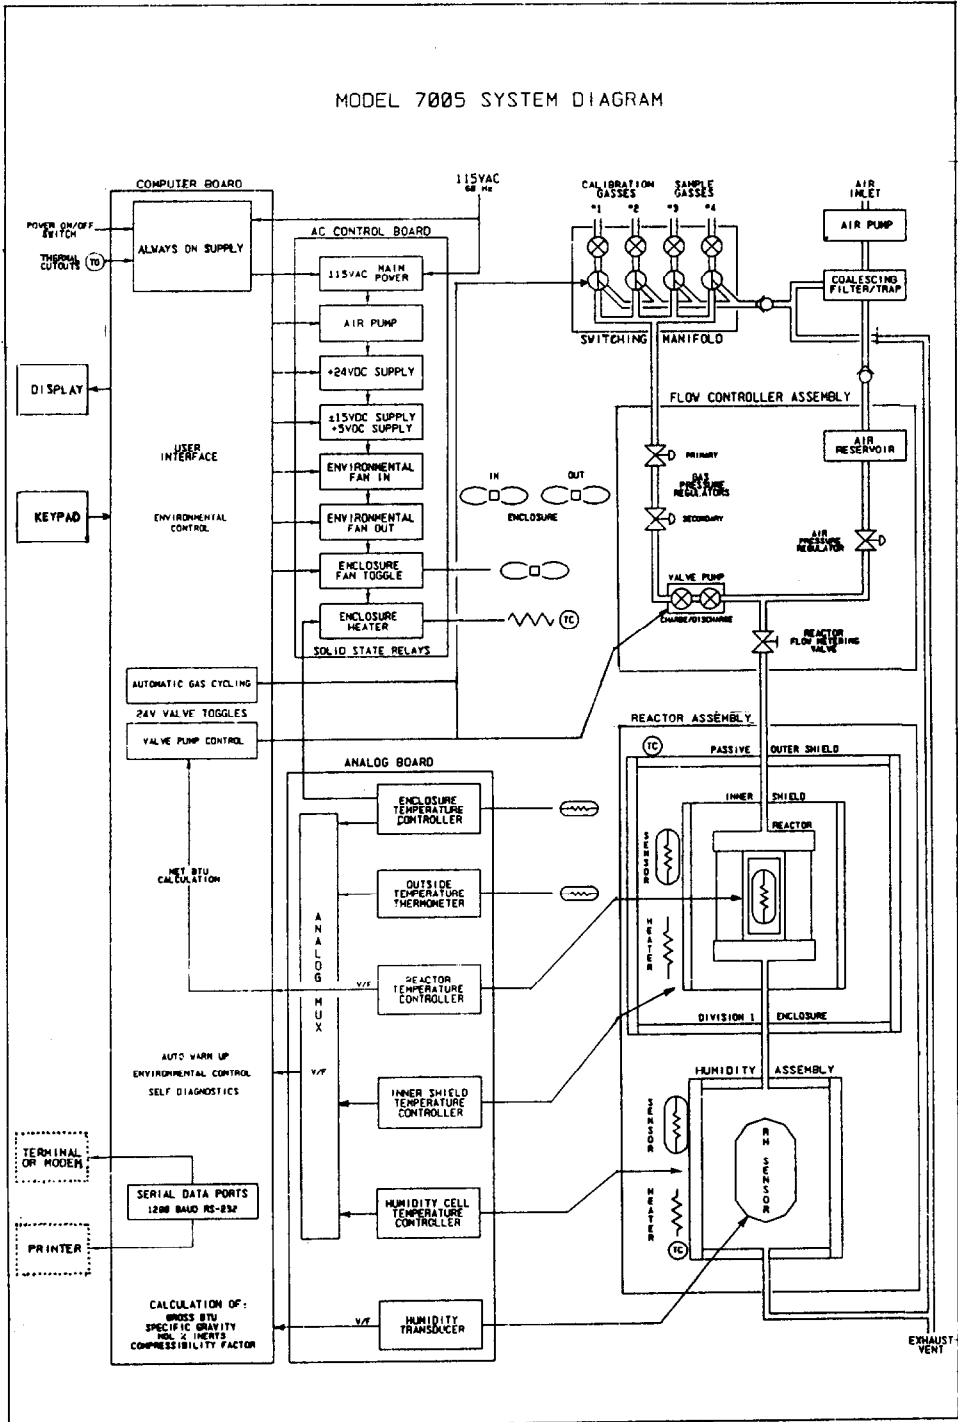 MODEL 7005 SYSTEM DIAGRAM
COMPUTER BOARD
POWER ON/OFF
SWITCH
THERMAL
CUTOUTS
TO
ALWAYS ON SUPPLY
115VAC
60 Hz
AC CONTROL BOARD
115VAC MAIN
POWER
AIR PUMP
+24VDC SUPPLY
±15VDC SUPPLY
+5VDC SUPPLY
ENVIRONMENTAL
FAN IN
ENVIRONMENTAL
FAN OUT
ENCLOSURE
FAN TOGGLE
ENCLOSURE
HEATER
SOLID STATE RELAYS
DISPLAY
KEYPAD
USER
INTERFACE
ENVIRONMENTAL
CONTROL
IN
OUT
ENCLOSURE
TC
CALIBRATION
GASSES
SAMPLE
GASSES
#1
#2
#3
#4
SWITCHING MANIFOLD
AIR
INLET
AIR PUMP
COALESCING
FILTER/TRAP
FLOW CONTROLLER ASSEMBLY
AIR
RESERVOIR
PRIMARY
GAS
PRESSURE
REGULATORS
SECONDARY
AIR
PRESSURE
REGULATOR
VALVE PUMP
CHARGE/DISCHARGE
REACTOR
FLOW METERING
VALVE
AUTOMATIC GAS CYCLING
24V VALVE TOGGLES
VALVE PUMP CONTROL
ANALOG BOARD
ENCLOSURE
TEMPERATURE
CONTROLLER
OUTSIDE
TEMPERATURE
THERMOMETER
REACTOR
TEMPERATURE
CONTROLLER
V/F
ANALOG MUX
V/F
INNER SHIELD
TEMPERATURE
CONTROLLER
HUMIDITY CELL
TEMPERATURE
CONTROLLER
V/F
HUMIDITY
TRANSDUCER
NET BTU
CALCULATION
AUTO WARM UP
ENVIRONMENTAL CONTROL
SELF DIAGNOSTICS
TERMINAL
OR MODEM
SERIAL DATA PORTS
1200 BAUD RS-232
PRINTER
CALCULATION OF:
GROSS BTU
SPECIFIC GRAVITY
MOL % INERTS
COMPRESSIBILITY FACTOR
REACTOR ASSEMBLY
TC
PASSIVE OUTER SHIELD
INNER SHIELD
REACTOR
SENSOR
HEATER
DIVISION 1 ENCLOSURE
HUMIDITY ASSEMBLY
SENSOR
HEATER
TC
RH SENSOR
EXHAUST
VENT